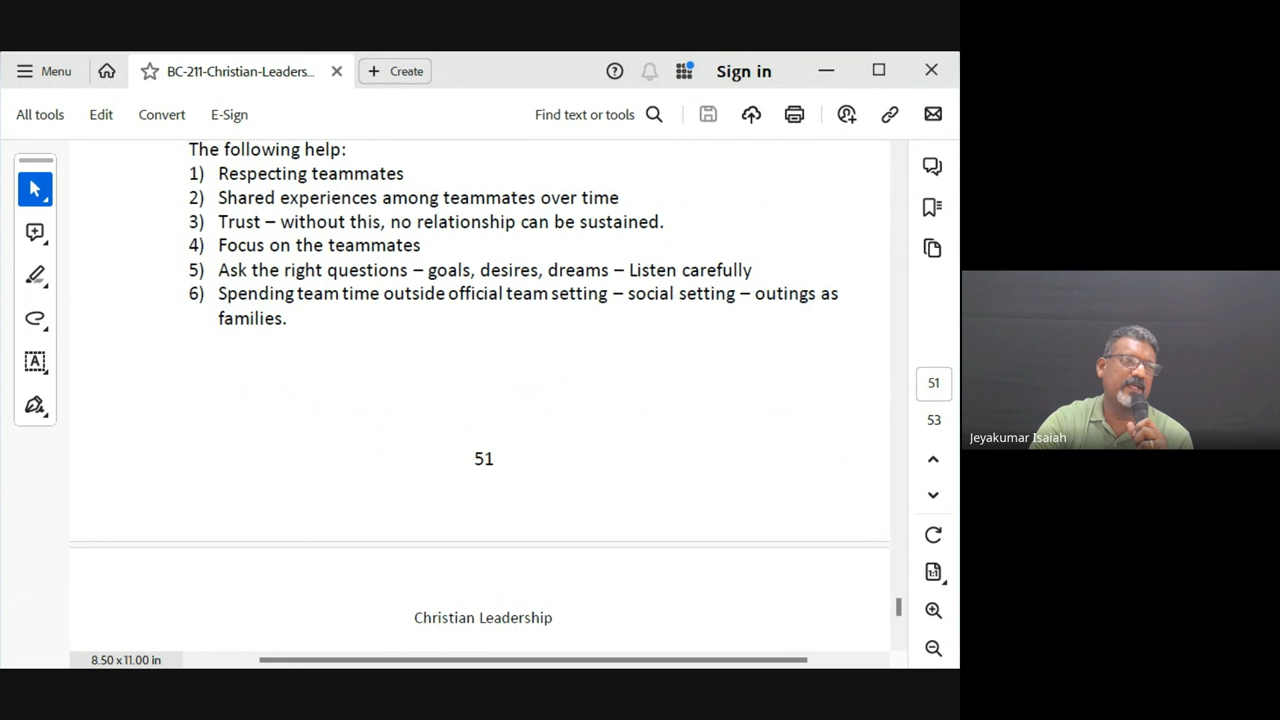 Menu
BC-211-Christian-Leaders...
Create
Sign in
All tools
Edit
Convert
E-Sign
Find text or tools
The following help:
1) Respecting teammates
2) Shared experiences among teammates over time
3) Trust – without this, no relationship can be sustained.
4) Focus on the teammates
5) Ask the right questions – goals, desires, dreams – Listen carefully
6) Spending team time outside official team setting – social setting – outings as
families.
51
Christian Leadership
8.50 x 11.00 in
51
53
1:1
Jeyakumar Isaiah